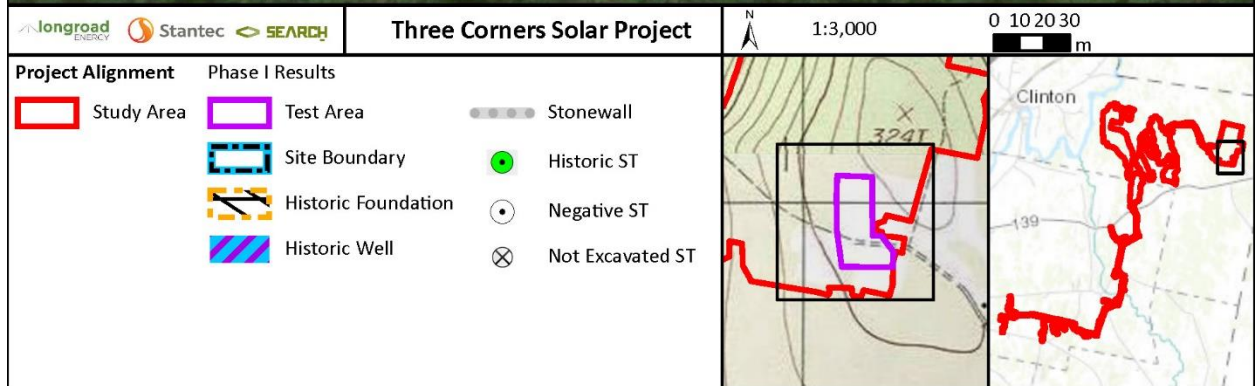 longroad
ENERGY
Stantec
SEARCH
Three Corners Solar Project
N
1:3,000
0 10 20 30
m
Project Alignment
Study Area
Phase I Results
Test Area
Site Boundary
Historic Foundation
Historic Well
Stonewall
Historic ST
Negative ST
Not Excavated ST
324T
Clinton
139